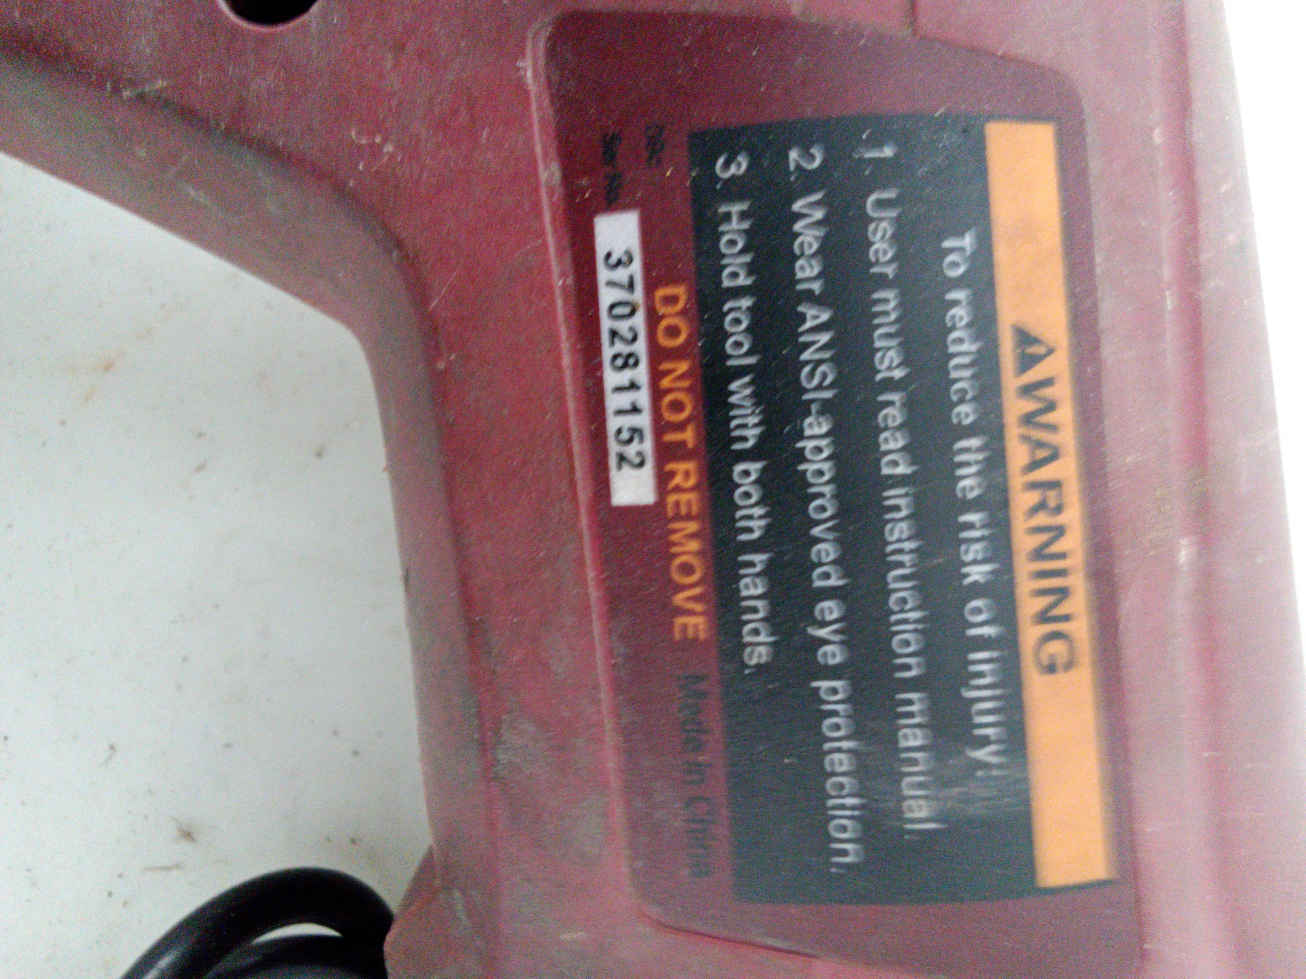 WARNING
To reduce the risk of injury:
1. User must read instruction manual
2. Wear ANSI-approved eye protection.
3. Hold tool with both hands.
DO NOT REMOVE Made in China
3702811152